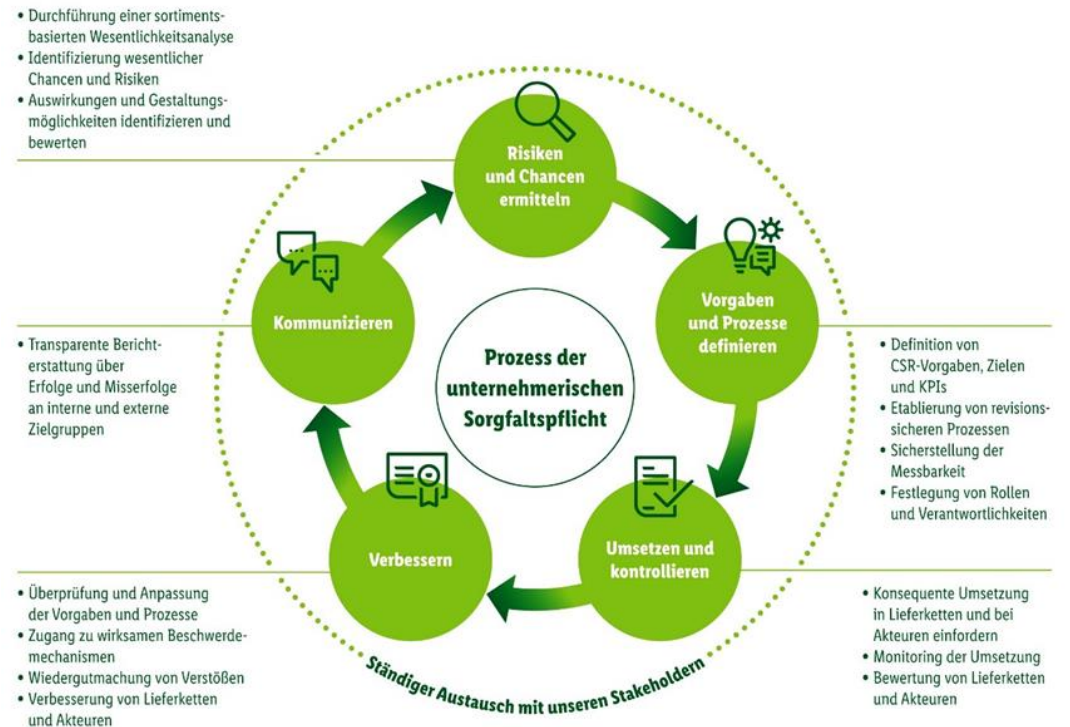 • Durchführung einer sortiments-
basierten Wesentlichkeitsanalyse
• Identifizierung wesentlicher
Chancen und Risiken
• Auswirkungen und Gestaltungs-
möglichkeiten identifizieren und
bewerten
Risiken
und Chancen
ermitteln
Vorgaben
und Prozesse
definieren
• Definition von
CSR-Vorgaben, Zielen
und KPIs
• Etablierung von revisions-
sicheren Prozessen
• Sicherstellung der
Messbarkeit
• Festlegung von Rollen
und Verantwortlichkeiten
Umsetzen und
kontrollieren
• Konsequente Umsetzung
in Lieferketten und bei
Akteuren einfordern
• Monitoring der Umsetzung
• Bewertung von Lieferketten
und Akteuren
Verbessern
• Überprüfung und Anpassung
der Vorgaben und Prozesse
• Zugang zu wirksamen Beschwerde-
mechanismen
• Wiedergutmachung von Verstößen
• Verbesserung von Lieferketten
und Akteuren
Kommunizieren
• Transparente Bericht-
erstattung über
Erfolge und Misserfolge
an interne und externe
Zielgruppen
Prozess der
unternehmerischen
Sorgfaltspflicht
Ständiger Austausch mit unseren Stakeholdern